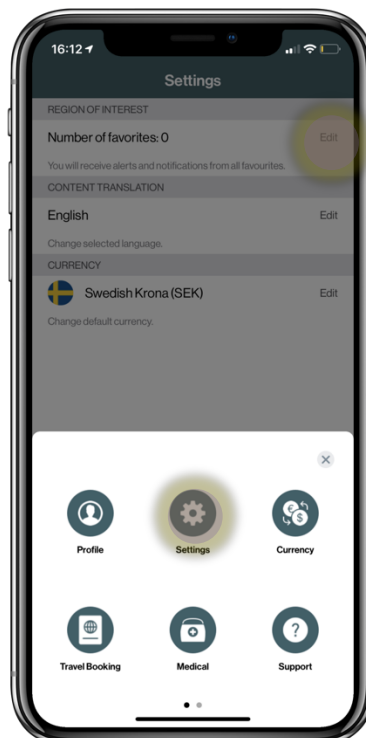 16:12
Settings
REGION OF INTEREST
Number of favorites: 0 Edit
You will receive alerts and notifications from all favourites.
CONTENT TRANSLATION
English Edit
Change selected language.
CURRENCY
Swedish Krona (SEK) Edit
Change default currency.
Profile Settings Currency
Travel Booking Medical Support